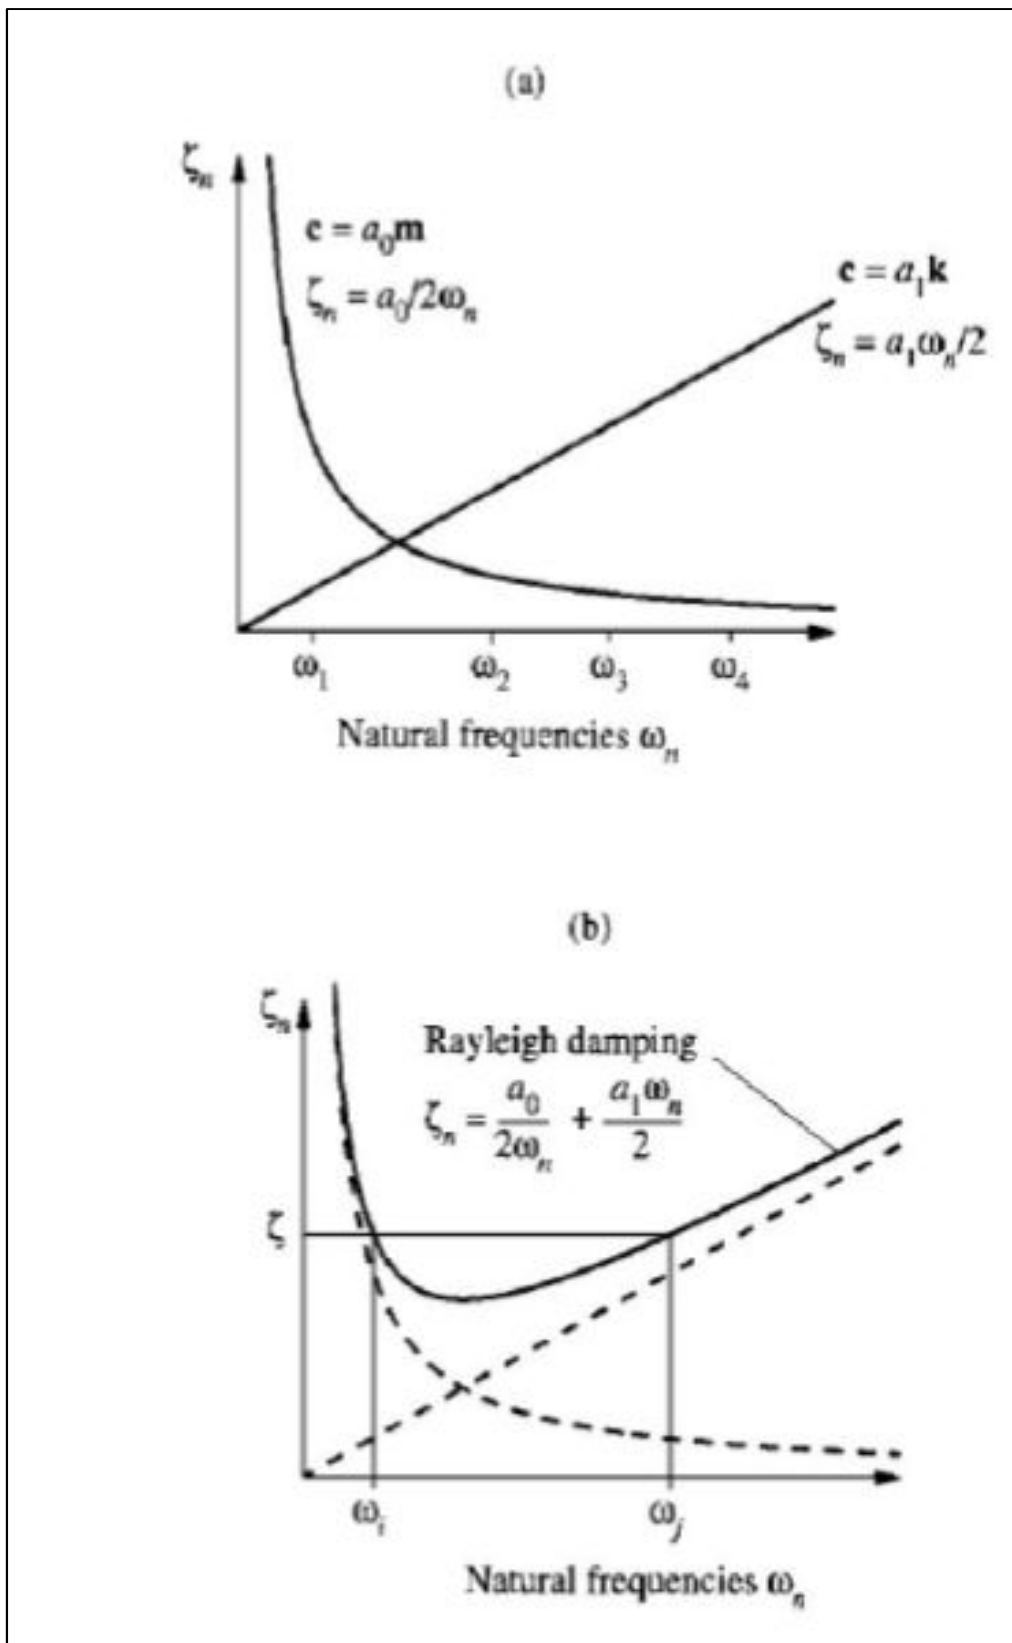 (a)
ζₙ
c = a₀m
ζₙ = a₀/2ωₙ
c = a₁k
ζₙ = a₁ωₙ/2
ω₁ ω₂ ω₃ ω₄
Natural frequencies ωₙ
(b)
ζₙ
Rayleigh damping
ζₙ = a₀/2ωₙ + a₁ωₙ/2
ζ
ωᵢ ωⱼ
Natural frequencies ωₙ